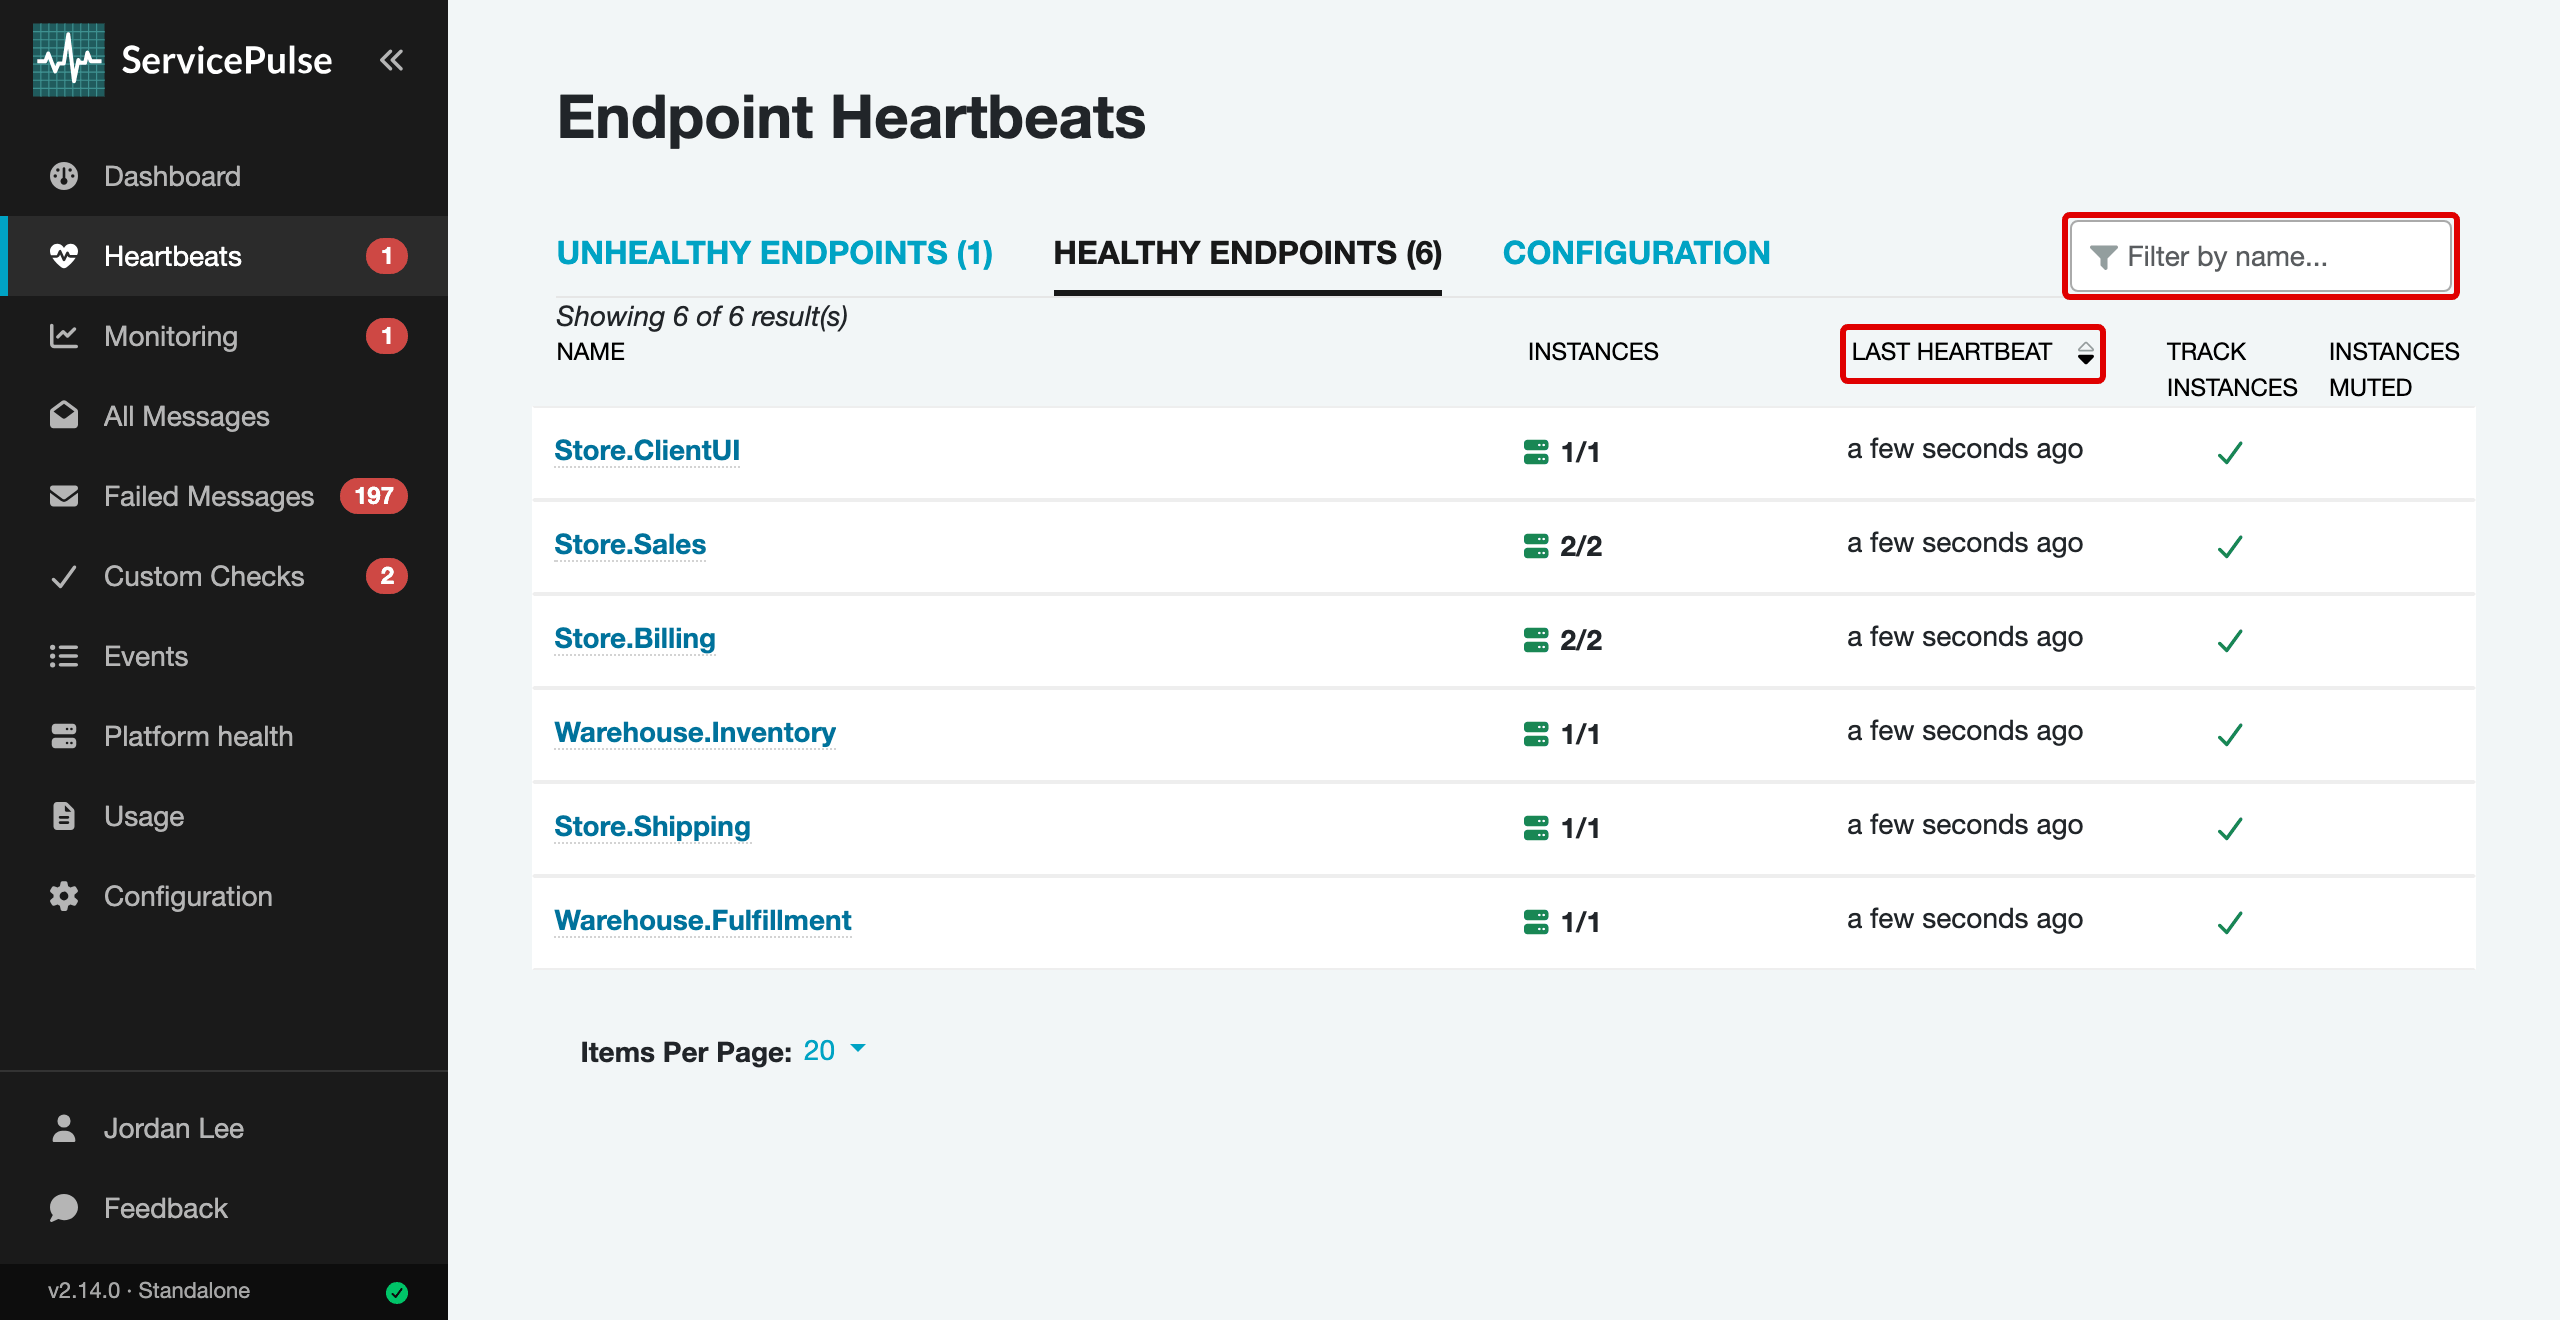 ServicePulse
Dashboard
Heartbeats 1
Monitoring 1
All Messages
Failed Messages 197
Custom Checks 2
Events
Platform health
Usage
Configuration
Jordan Lee
Feedback
v2.14.0 · Standalone
Endpoint Heartbeats
UNHEALTHY ENDPOINTS (1) HEALTHY ENDPOINTS (6) CONFIGURATION Filter by name...
Showing 6 of 6 result(s)
NAME INSTANCES LAST HEARTBEAT TRACK INSTANCES INSTANCES MUTED
Store.ClientUI 1/1 a few seconds ago
Store.Sales 2/2 a few seconds ago
Store.Billing 2/2 a few seconds ago
Warehouse.Inventory 1/1 a few seconds ago
Store.Shipping 1/1 a few seconds ago
Warehouse.Fulfillment 1/1 a few seconds ago
Items Per Page: 20